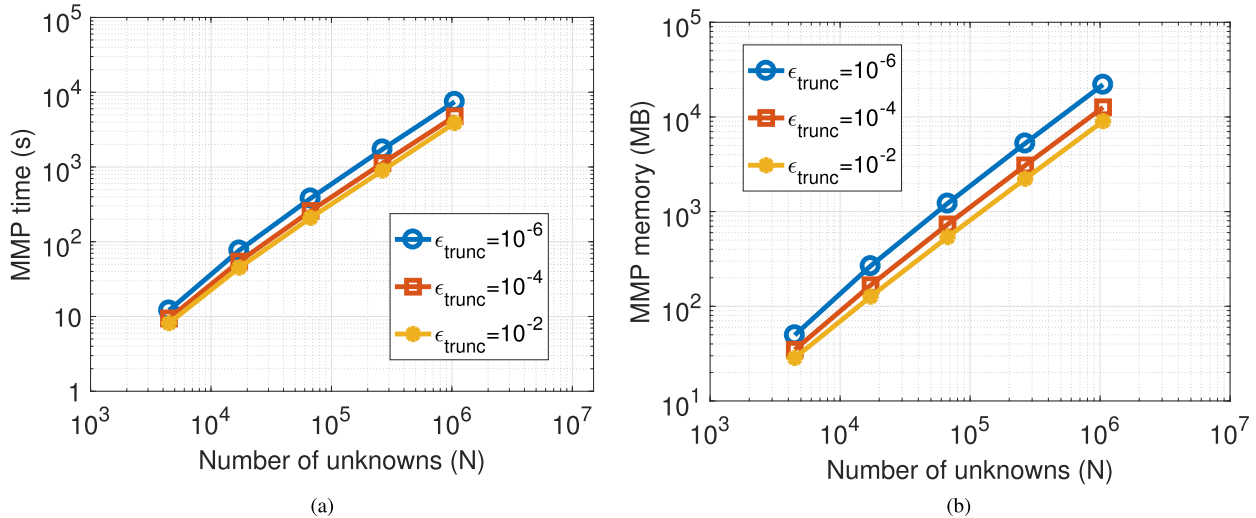 10^5
10^4
10^3
10^2
10
1
MMP time (s)
10^3 10^4 10^5 10^6 10^7
Number of unknowns (N)
ϵ_trunc=10^-6
ϵ_trunc=10^-4
ϵ_trunc=10^-2
(a)
10^5
10^4
10^3
10^2
10^1
MMP memory (MB)
10^3 10^4 10^5 10^6 10^7
Number of unknowns (N)
ϵ_trunc=10^-6
ϵ_trunc=10^-4
ϵ_trunc=10^-2
(b)